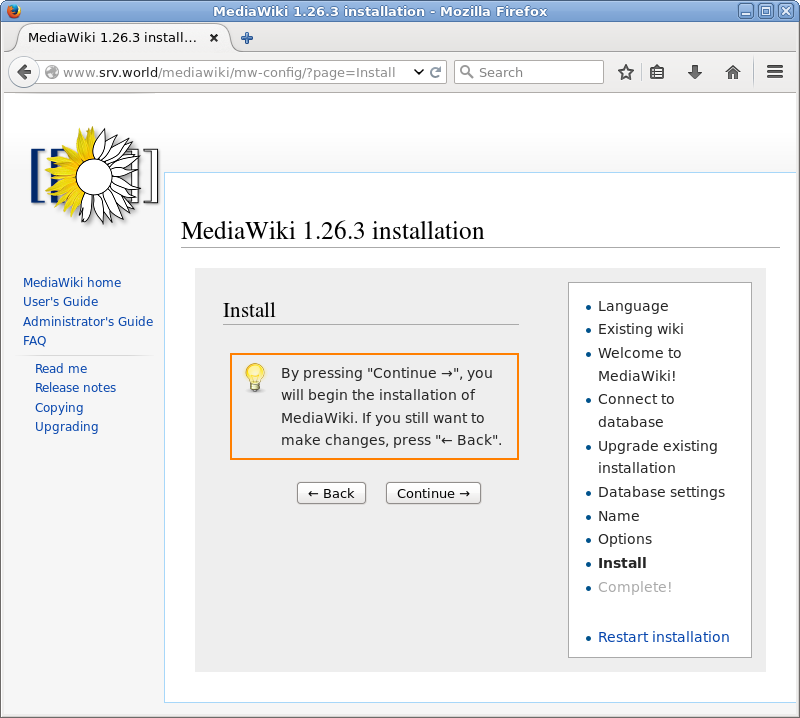 MediaWiki 1.26.3 installation - Mozilla Firefox
MediaWiki 1.26.3 install...
www.srv.world/mediawiki/mw-config/?page=Install
Search
MediaWiki home
User's Guide
Administrator's Guide
FAQ
Read me
Release notes
Copying
Upgrading
MediaWiki 1.26.3 installation
Install
By pressing "Continue →", you
will begin the installation of
MediaWiki. If you still want to
make changes, press "← Back".
← Back
Continue →
Language
Existing wiki
Welcome to
MediaWiki!
Connect to
database
Upgrade existing
installation
Database settings
Name
Options
Install
Complete!
Restart installation